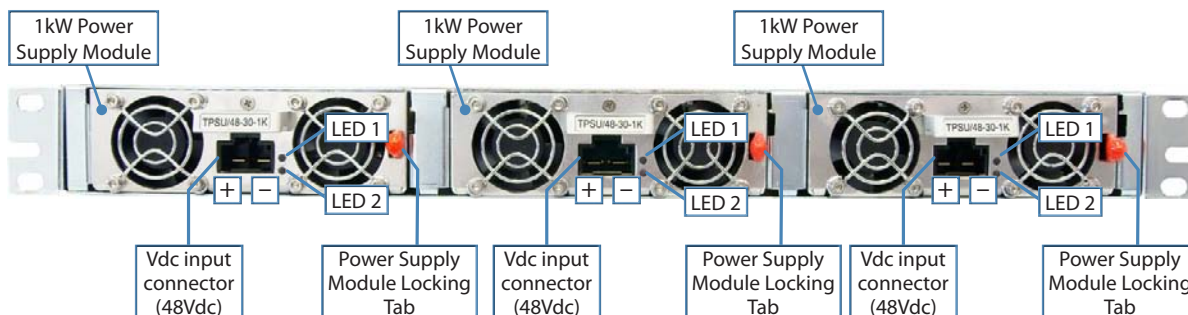 1kW Power
Supply Module
1kW Power
Supply Module
1kW Power
Supply Module
TPSU/48-30-1K
LED 1
TPSU/48-30-1K
LED 1
TPSU/48-30-1K
LED 1
+
−
LED 2
+
−
LED 2
+
−
LED 2
Vdc input
connector
(48Vdc)
Power Supply
Module Locking
Tab
Vdc input
connector
(48Vdc)
Power Supply
Module Locking
Tab
Vdc input
connector
(48Vdc)
Power Supply
Module Locking
Tab